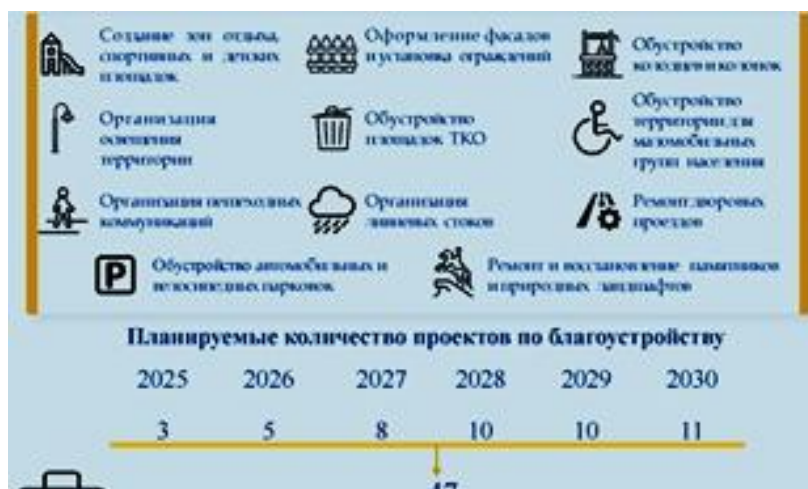 Создание зон отдыха,
спортивных и детских
площадок
Оформление фасадов
и установка ограждений
Обустройство
колодцев и колонок
Организация
освещения
территории
Обустройство
площадок ТКО
Обустройство
территории для
маломобильных
групп населения
Организация пешеходных
коммуникаций
Организация
ливневых стоков
Ремонт дворовых
проездов
P
Обустройство автомобильных и
велосипедных парковок
Ремонт и восстановление памятников
и природных ландшафтов
Планируемые количество проектов по благоустройству
2025 2026 2027 2028 2029 2030
3 5 8 10 10 11
47